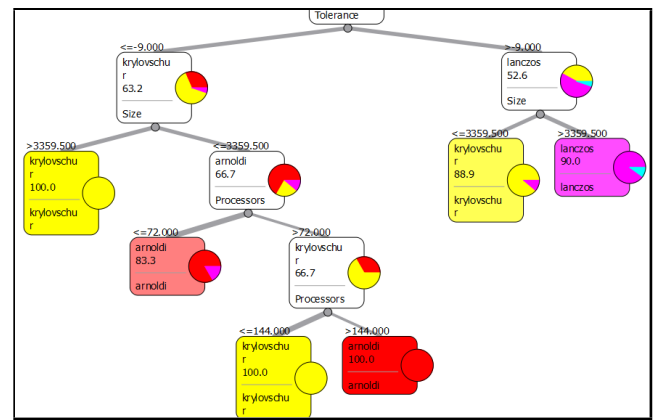 Tolerance
<=-9.000
krylovschu
r
63.2
Size
>-9.000
lanczos
52.6
Size
>3359.500
krylovschu
r
100.0
krylovschu
r
<=3359.500
arnoldi
66.7
Processors
<=3359.500
krylovschu
r
88.9
krylovschu
r
>3359.500
lanczos
90.0
lanczos
<=72.000
arnoldi
83.3
arnoldi
>72.000
krylovschu
r
66.7
Processors
<=144.000
krylovschu
r
100.0
krylovschu
r
>144.000
arnoldi
100.0
arnoldi